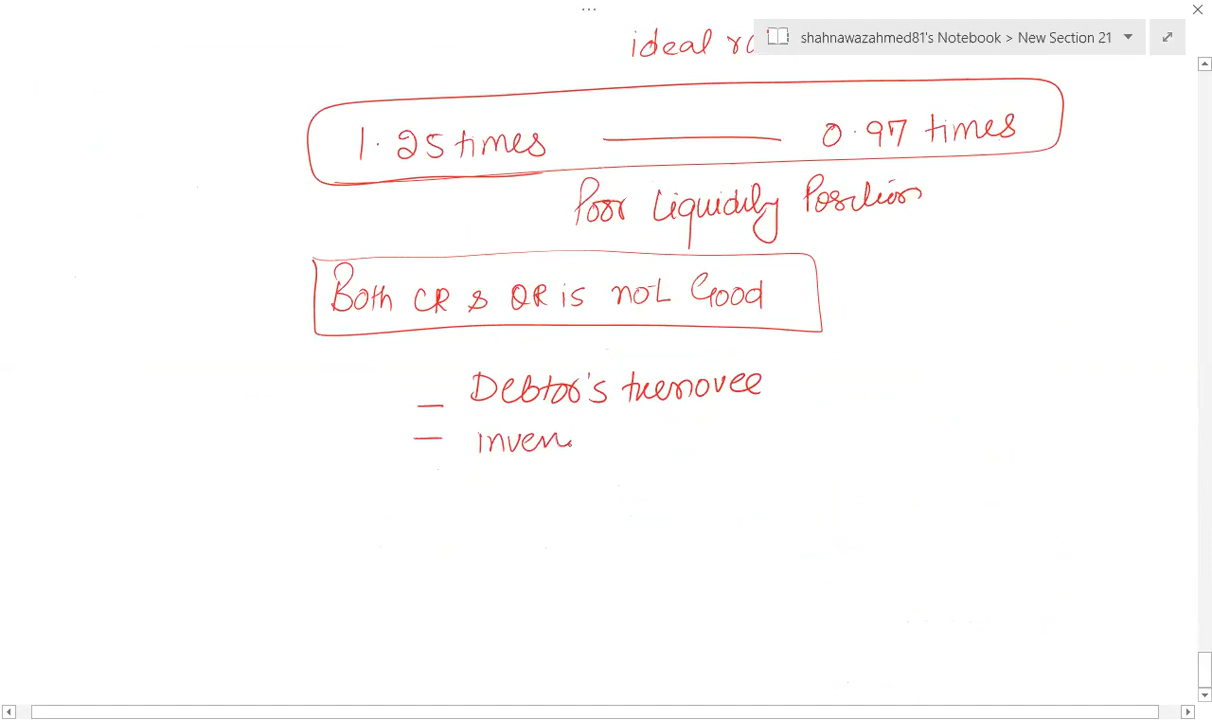 ideal
shahnawazahmed81's Notebook > New Section 21
1.25 times — 0.97 times
Poor Liquidity Position
Both CR & QR is not Good
– Debtor's turnover
– inven